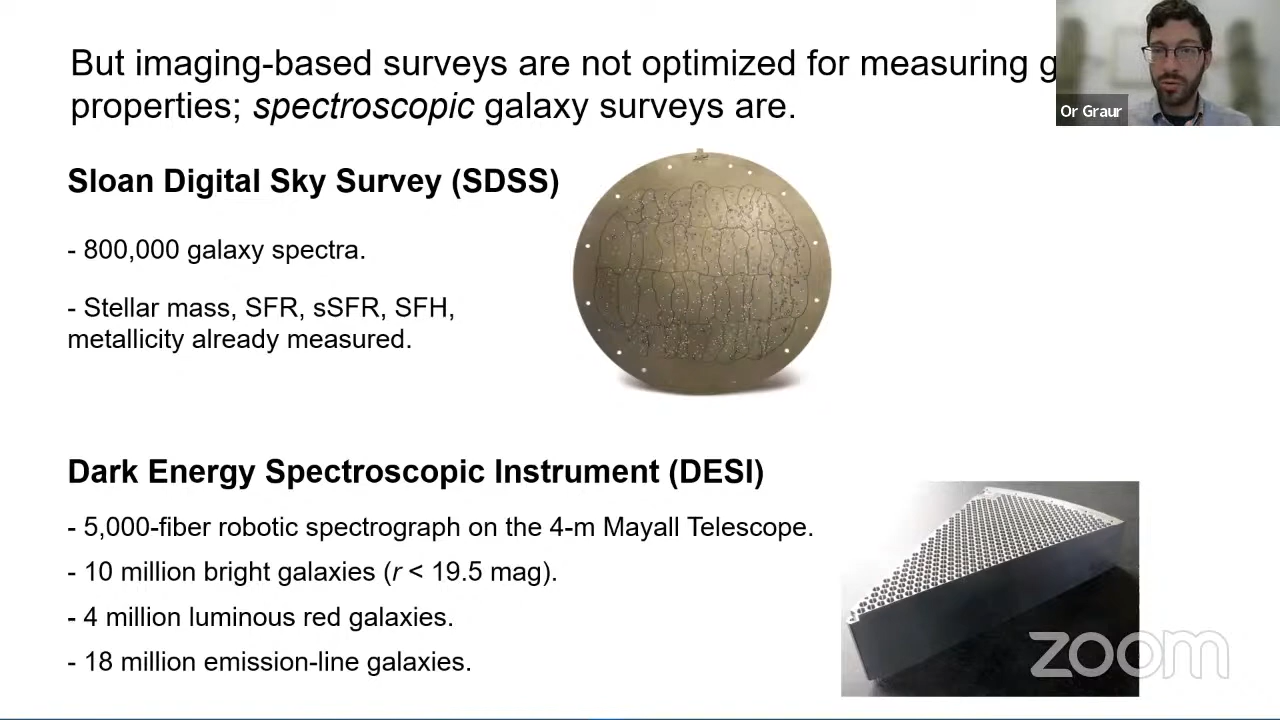 But imaging-based surveys are not optimized for measuring
properties; spectroscopic galaxy surveys are.
Or Graur
Sloan Digital Sky Survey (SDSS)
- 800,000 galaxy spectra.
- Stellar mass, SFR, sSFR, SFH,
metallicity already measured.
Dark Energy Spectroscopic Instrument (DESI)
- 5,000-fiber robotic spectrograph on the 4-m Mayall Telescope.
- 10 million bright galaxies (r < 19.5 mag).
- 4 million luminous red galaxies.
- 18 million emission-line galaxies.
zoom